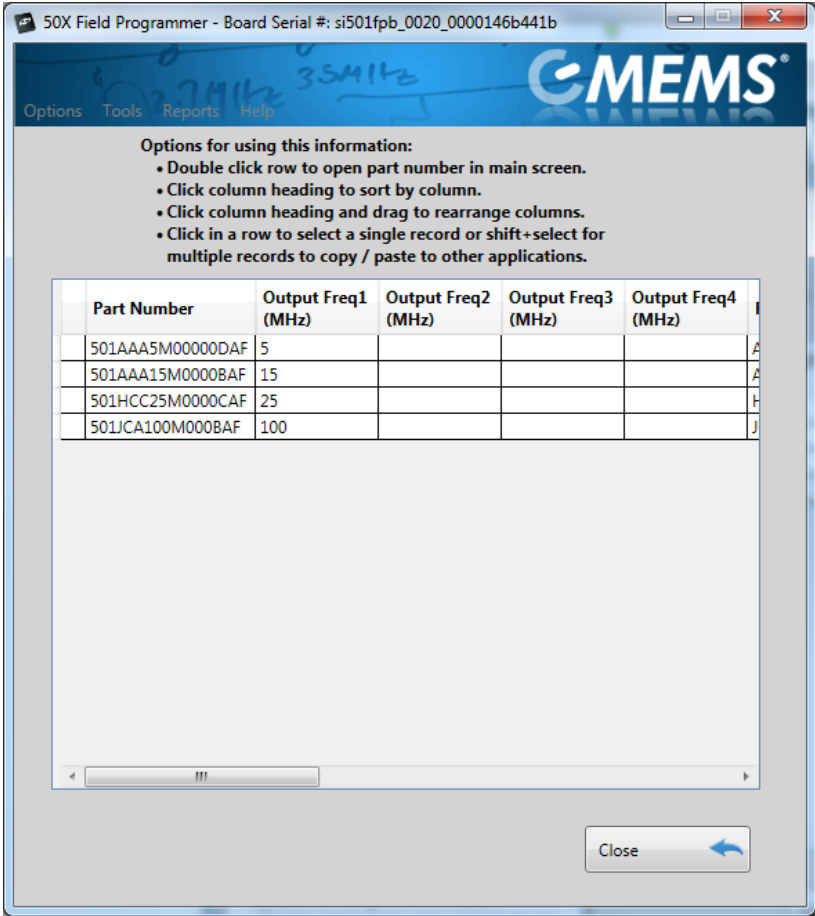 50X Field Programmer - Board Serial #: si501fpb_0020_0000146b441b
35MHz
CMEMS®
Options Tools Reports Help
Options for using this information:
• Double click row to open part number in main screen.
• Click column heading to sort by column.
• Click column heading and drag to rearrange columns.
• Click in a row to select a single record or shift+select for
multiple records to copy / paste to other applications.
Part Number Output Freq1 (MHz) Output Freq2 (MHz) Output Freq3 (MHz) Output Freq4 (MHz)
501AAA5M00000DAF 5 A
501AAA15M0000BAF 15 A
501HCC25M0000CAF 25 H
501JCA100M000BAF 100 J
Close